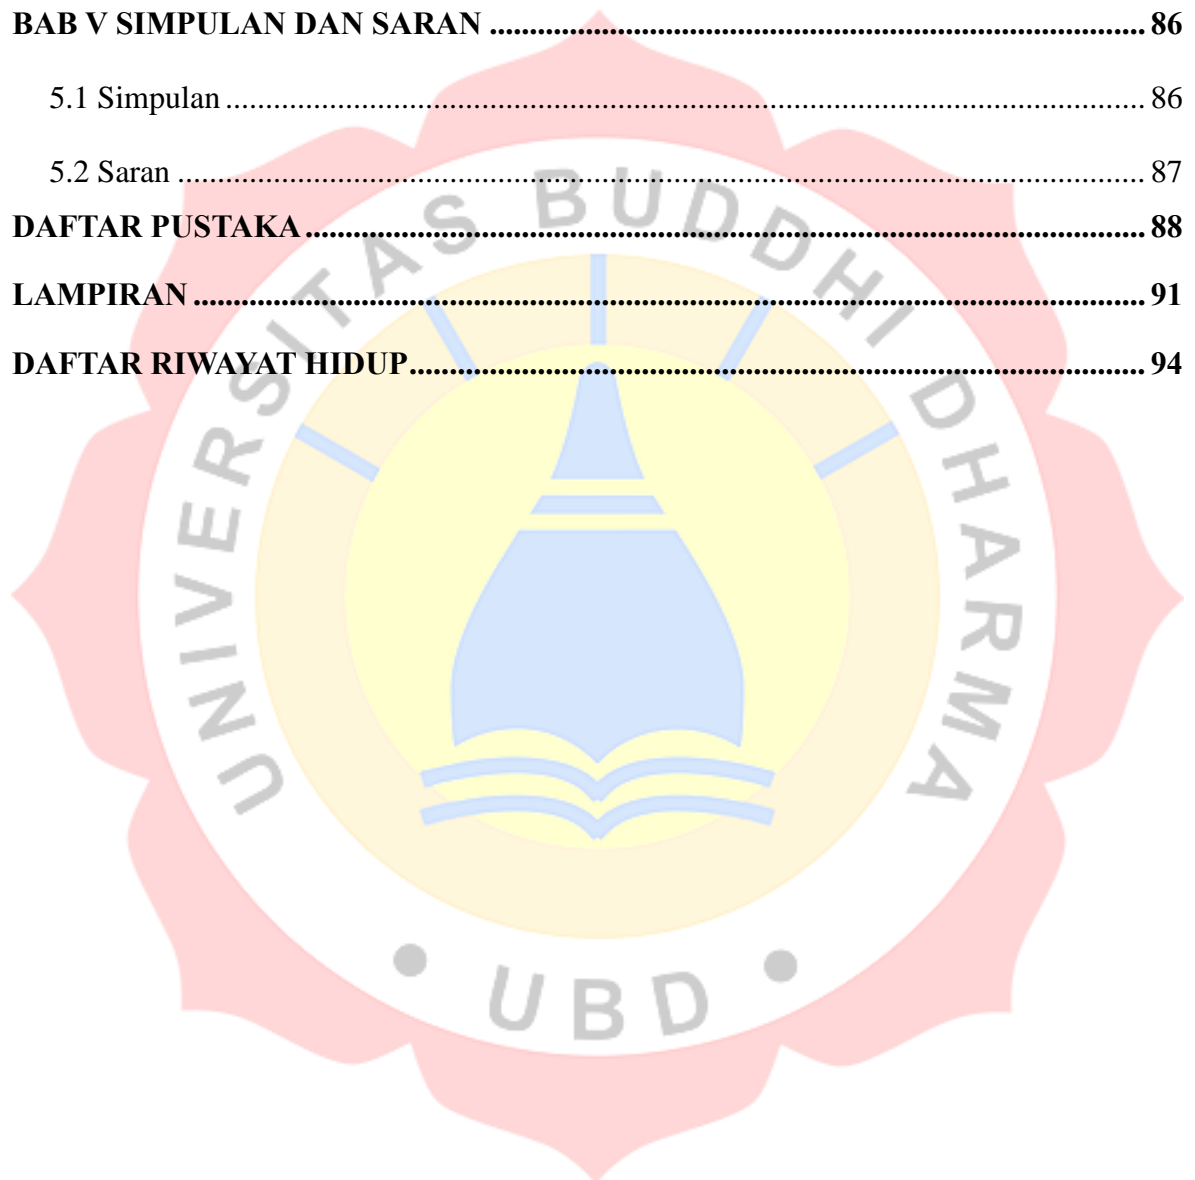 BAB V SIMPULAN DAN SARAN .................................................................................. 86
5.1 Simpulan ................................................................................................................... 86
5.2 Saran ......................................................................................................................... 87
DAFTAR PUSTAKA ......................................................................................................... 88
LAMPIRAN ....................................................................................................................... 91
DAFTAR RIWAYAT HIDUP ............................................................................................ 94
UNIVERSITAS BUDDHI DHARMA
• UBD •